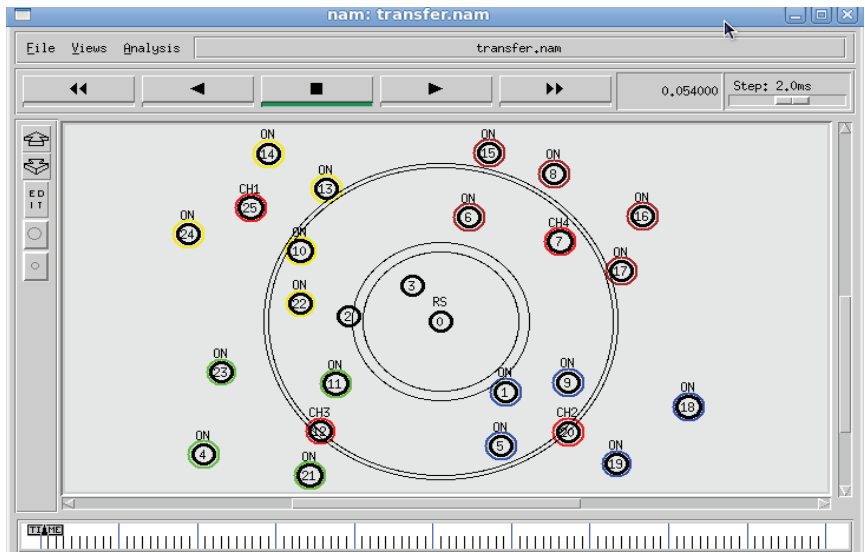 nam: transfer.nam
File Views Analysis transfer.nam
0.054000 Step: 2.0ms
ED
IT
ON
14
ON
15
ON
8
ON
13
CH1
25
ON
6
ON
16
ON
24
CH4
7
ON
10
ON
17
3
ON
22
2
RS
0
ON
23
ON
11
ON
1
ON
9
ON
18
CH3
12
CH2
20
ON
4
ON
5
ON
21
ON
19
TIME